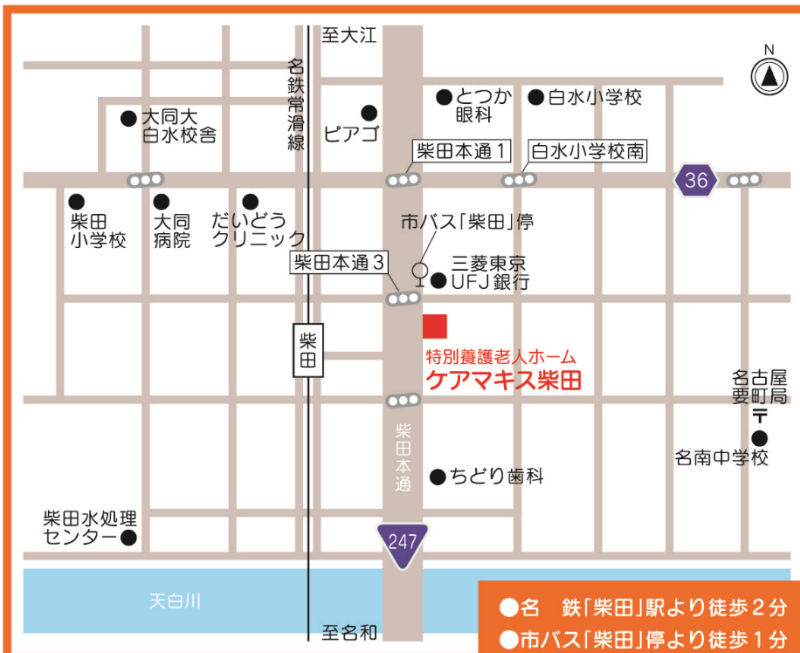 至大江
N
名鉄常滑線
大同大
白水校舎
ピアゴ
とつか
眼科
白水小学校
柴田本通1
白水小学校南
36
柴田
小学校
大同
病院
だいどう
クリニック
市バス「柴田」停
柴田本通3
三菱東京
UFJ銀行
柴田
特別養護老人ホーム
ケアマキス柴田
名古屋
要町局
〒
名南中学校
柴田本通
ちどり歯科
柴田水処理
センター
247
天白川
至名和
●名　鉄「柴田」駅より徒歩2分
●市バス「柴田」停より徒歩1分